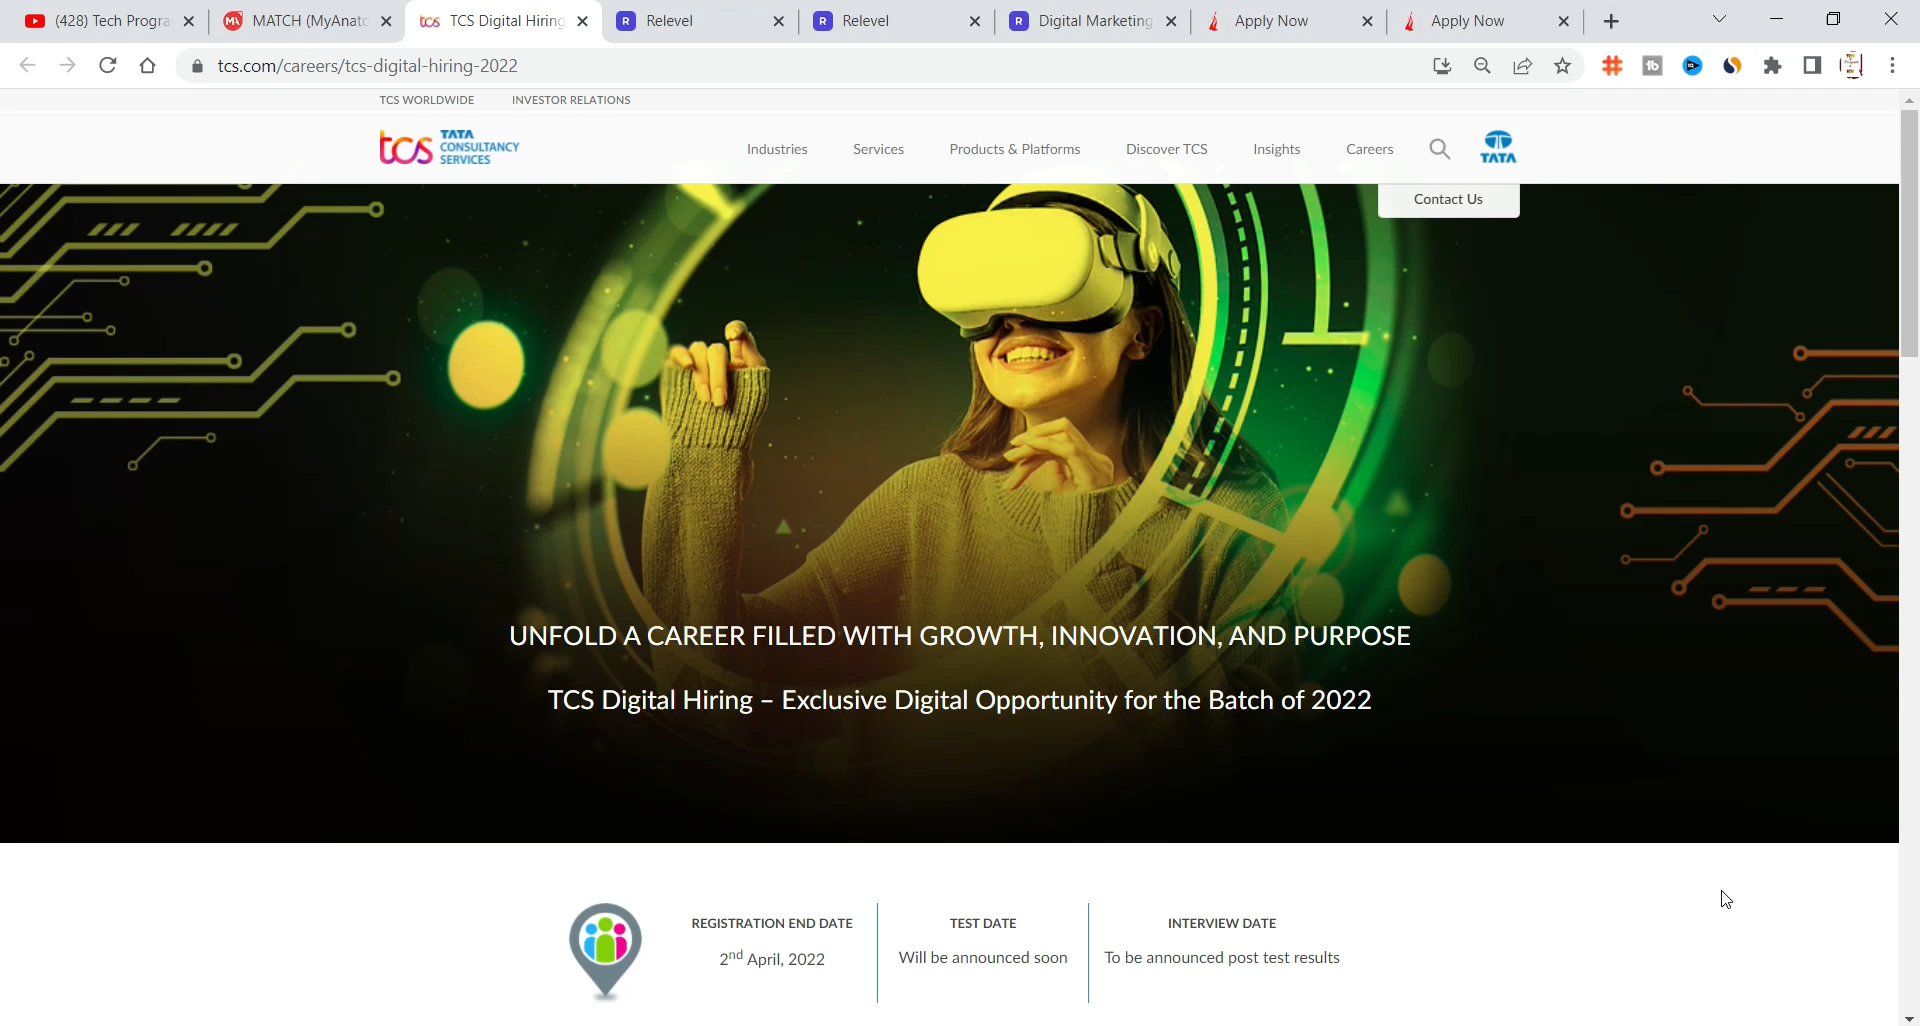 (428) Tech Progra
MATCH (MyAnato
TCS Digital Hiring
Relevel
Relevel
Digital Marketing
Apply Now
Apply Now
tcs.com/careers/tcs-digital-hiring-2022
TCS WORLDWIDE
INVESTOR RELATIONS
tcs TATA
CONSULTANCY
SERVICES
Industries
Services
Products & Platforms
Discover TCS
Insights
Careers
TATA
Contact Us
UNFOLD A CAREER FILLED WITH GROWTH, INNOVATION, AND PURPOSE
TCS Digital Hiring – Exclusive Digital Opportunity for the Batch of 2022
REGISTRATION END DATE
2nd April, 2022
TEST DATE
Will be announced soon
INTERVIEW DATE
To be announced post test results